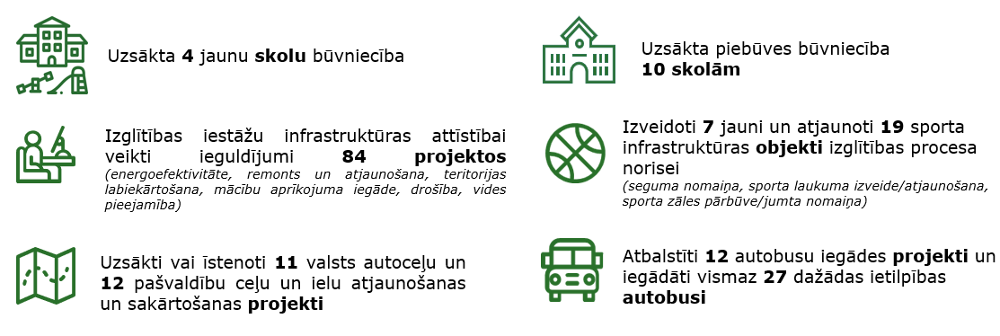 Uzsākta 4 jaunu skolu būvniecība
Uzsākta piebūves būvniecība
10 skolām
Izglītības iestāžu infrastruktūras attīstībai
veikti ieguldījumi 84 projektos
(energoefektivitāte, remonts un atjaunošana, teritorijas
labiekārtošana, mācību aprīkojuma iegāde, drošība, vides
pieejamība)
Izveidoti 7 jauni un atjaunoti 19 sporta
infrastruktūras objekti izglītības procesa
norisei
(seguma nomaiņa, sporta laukuma izveide/atjaunošana,
sporta zāles pārbūve/jumta nomaiņa)
Uzsākti vai īstenoti 11 valsts autoceļu un
12 pašvaldību ceļu un ielu atjaunošanas
un sakārtošanas projekti
Atbalstīti 12 autobusu iegādes projekti un
iegādāti vismaz 27 dažādas ietilpības
autobusi